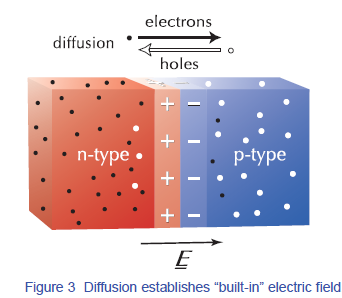 electrons
diffusion
holes
+ −
+ −
n-type p-type
+ −
+ −
E
Figure 3 Diffusion establishes “built-in” electric field